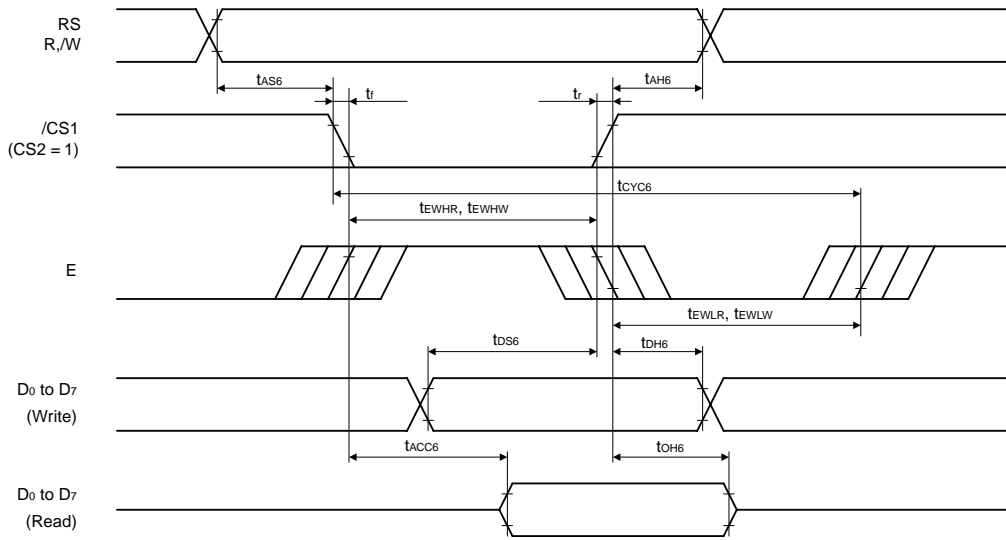 RS
R,/W
tAS6
tAH6
tf
tr
/CS1
(CS2 = 1)
tCYC6
tEWHR, tEWHW
E
tEWLR, tEWLW
tDS6
tDH6
D0 to D7
(Write)
tACC6
tOH6
D0 to D7
(Read)